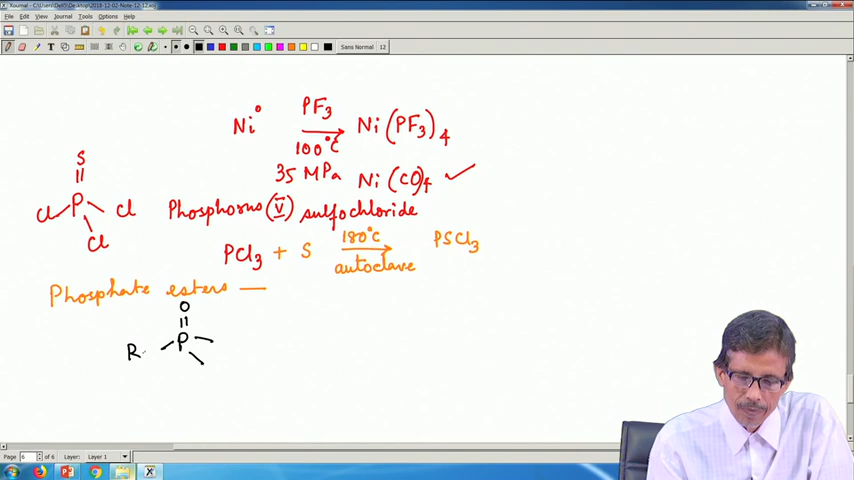 Xournal - C:\Users\Dell5\Desktop\2018-12-02-Note-12-12.xoj
File Edit View Journal Tools Options Help
Sans Normal 12
Ni° PF3 Ni(PF3)4
100°C
35 MPa Ni(CO)4 ✓
S
P
Cl Cl
Cl
Phosphorus (V) sulfochloride
PCl3 + S 180°C PSCl3
autoclave
Phosphate esters —
O
R P
Page 6 of 6 Layer: Layer 1